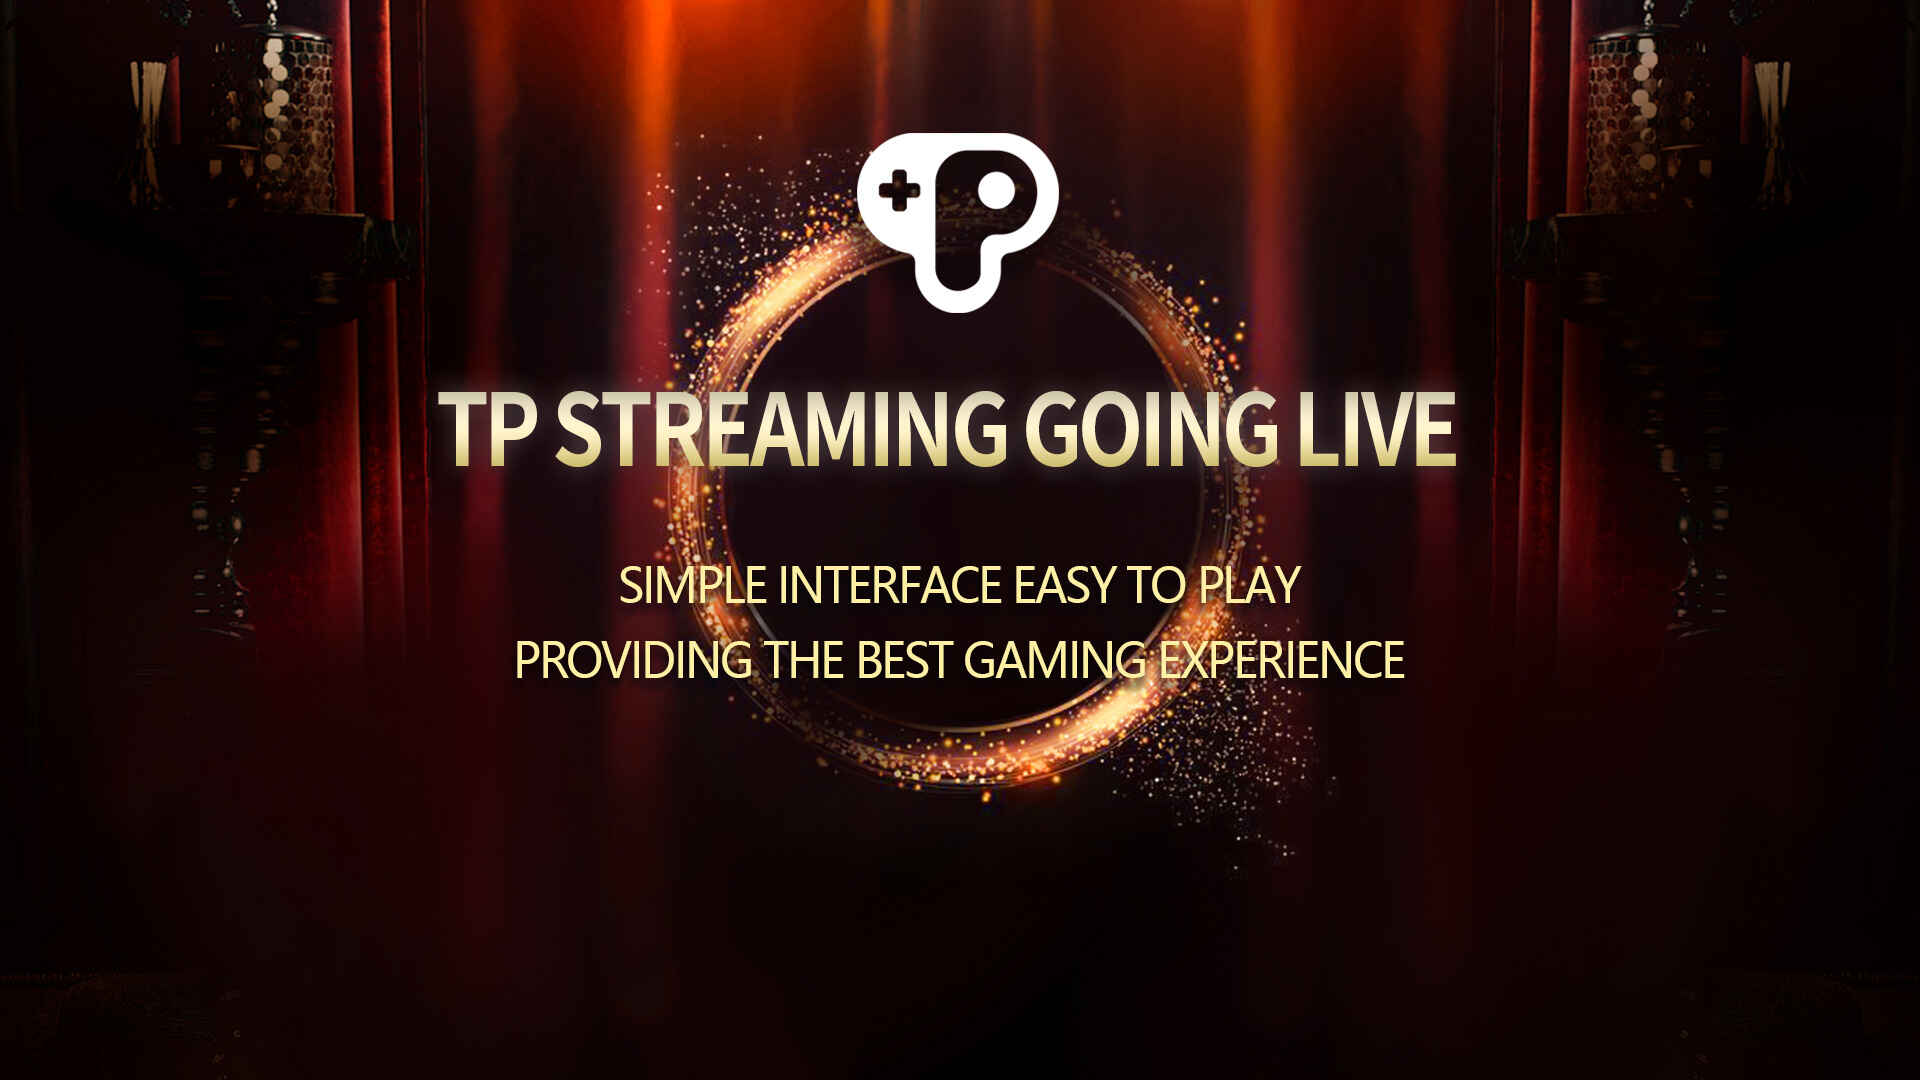 TP STREAMING GOING LIVE
SIMPLE INTERFACE EASY TO PLAY
PROVIDING THE BEST GAMING EXPERIENCE